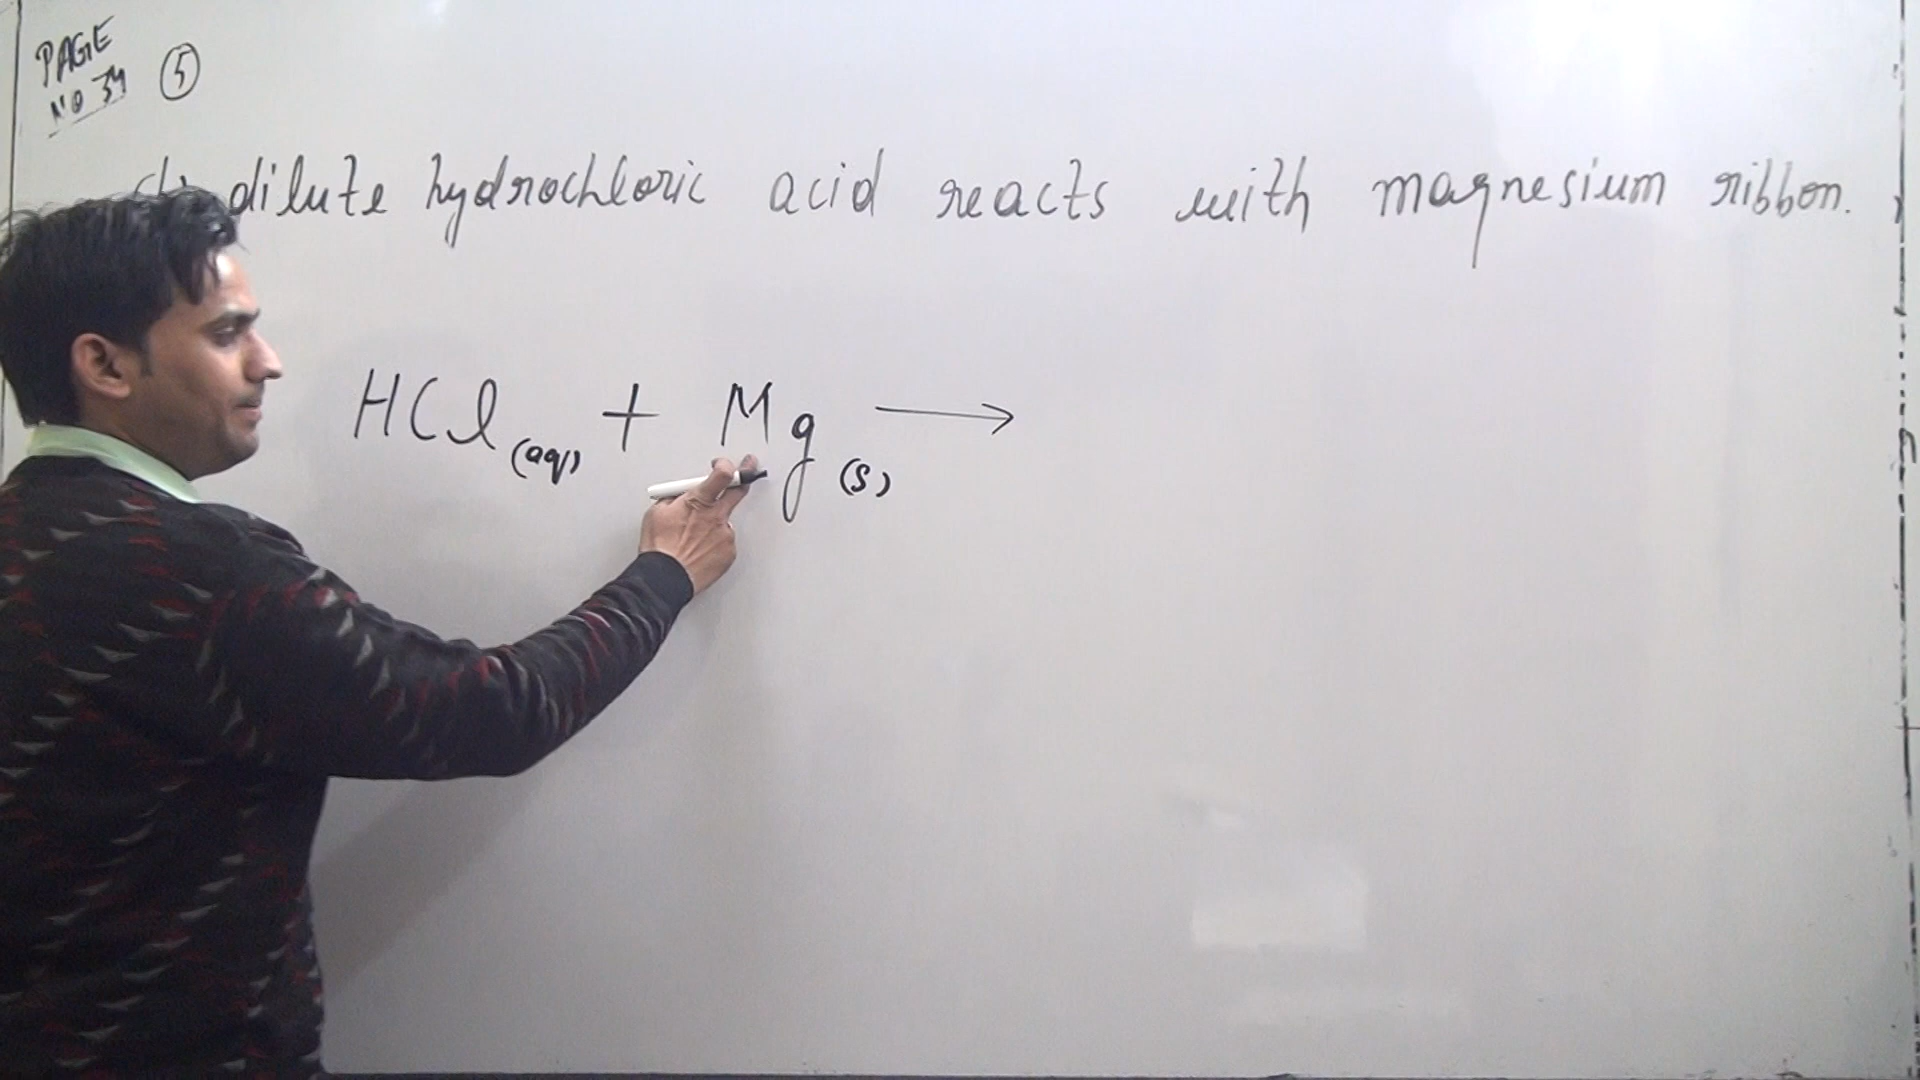 PAGE
NO 34 5
dilute hydrochloric acid reacts with magnesium ribbon.
HCl(aq) + Mg(s) →